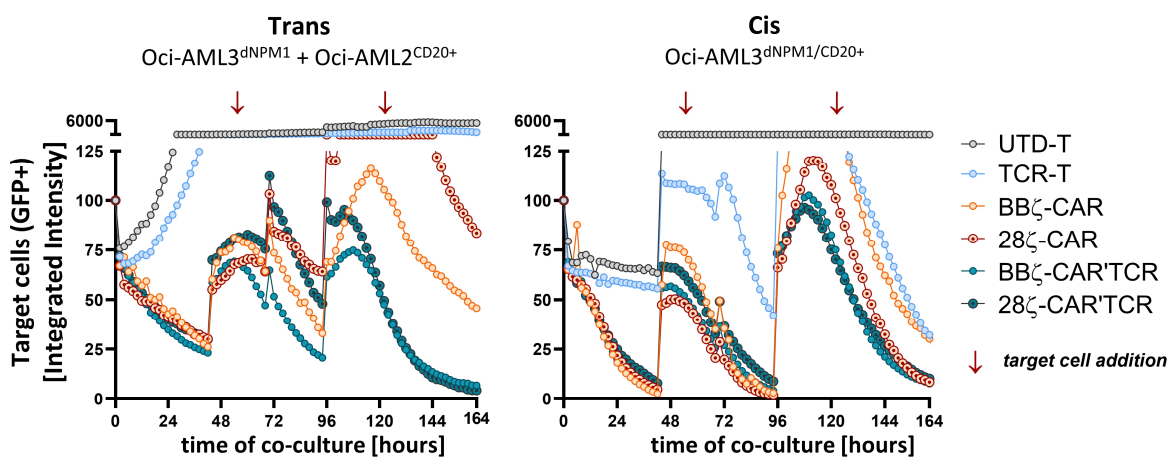 Trans
Oci-AML3dNPM1 + Oci-AML2CD20+
Cis
Oci-AML3dNPM1/CD20+
Target cells (GFP+)
[Integrated Intensity]
6000
125
100
75
50
25
0
0 24 48 72 96 120 144 164
time of co-culture [hours]
6000
125
100
75
50
25
0
0 24 48 72 96 120 144 164
time of co-culture [hours]
UTD-T
TCR-T
BBζ-CAR
28ζ-CAR
BBζ-CAR'TCR
28ζ-CAR'TCR
↓ target cell addition